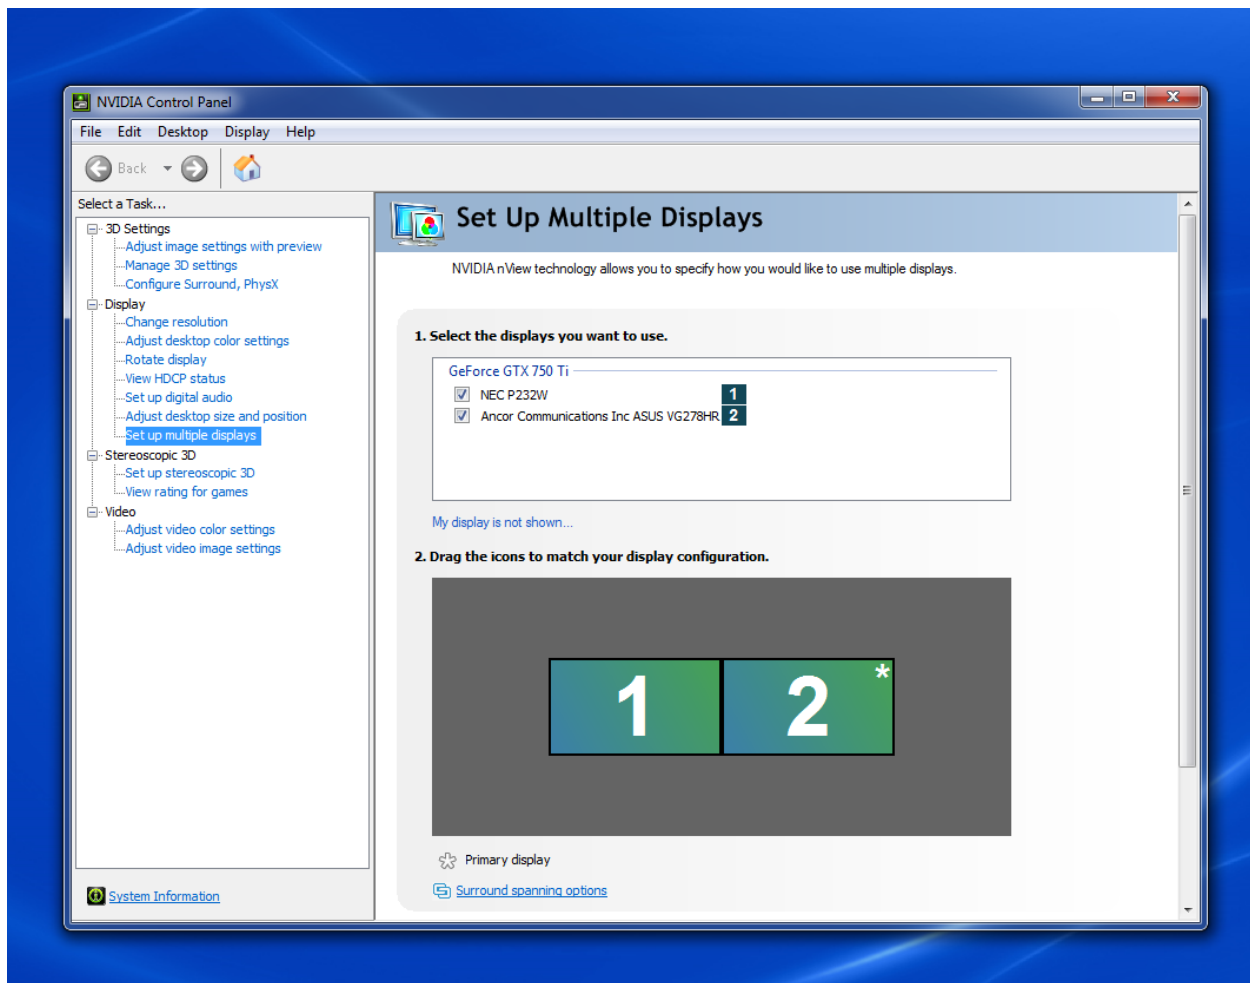 NVIDIA Control Panel
File Edit Desktop Display Help
Back
Select a Task...
3D Settings
Adjust image settings with preview
Manage 3D settings
Configure Surround, PhysX
Display
Change resolution
Adjust desktop color settings
Rotate display
View HDCP status
Set up digital audio
Adjust desktop size and position
Set up multiple displays
Stereoscopic 3D
Set up stereoscopic 3D
View rating for games
Video
Adjust video color settings
Adjust video image settings
System Information
Set Up Multiple Displays
NVIDIA nView technology allows you to specify how you would like to use multiple displays.
1. Select the displays you want to use.
GeForce GTX 750 Ti
NEC P232W 1
Ancor Communications Inc ASUS VG278HR 2
My display is not shown...
2. Drag the icons to match your display configuration.
1 2 *
Primary display
Surround spanning options